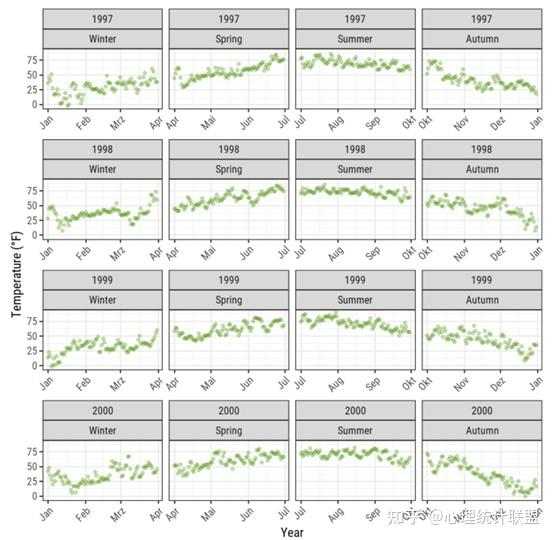 1997 1997 1997 1997
Winter Spring Summer Autumn
75
50
25
0
Jan Feb Mrz Apr Apr Mai Jun Jul Jul Aug Sep Okt Okt Nov Dez Jan
1998 1998 1998 1998
Winter Spring Summer Autumn
75
50
25
0
Jan Feb Mrz Apr Apr Mai Jun Jul Jul Aug Sep Okt Okt Nov Dez Jan
Temperature (°F)
1999 1999 1999 1999
Winter Spring Summer Autumn
75
50
25
0
Jan Feb Mrz Apr Apr Mai Jun Jul Jul Aug Sep Okt Okt Nov Dez Jan
2000 2000 2000 2000
Winter Spring Summer Autumn
75
50
25
0
Jan Feb Mrz Apr Apr Mai Jun Jul Jul Aug Sep Okt Okt Nov Dez Jan
Year
知乎 @心理统计联盟